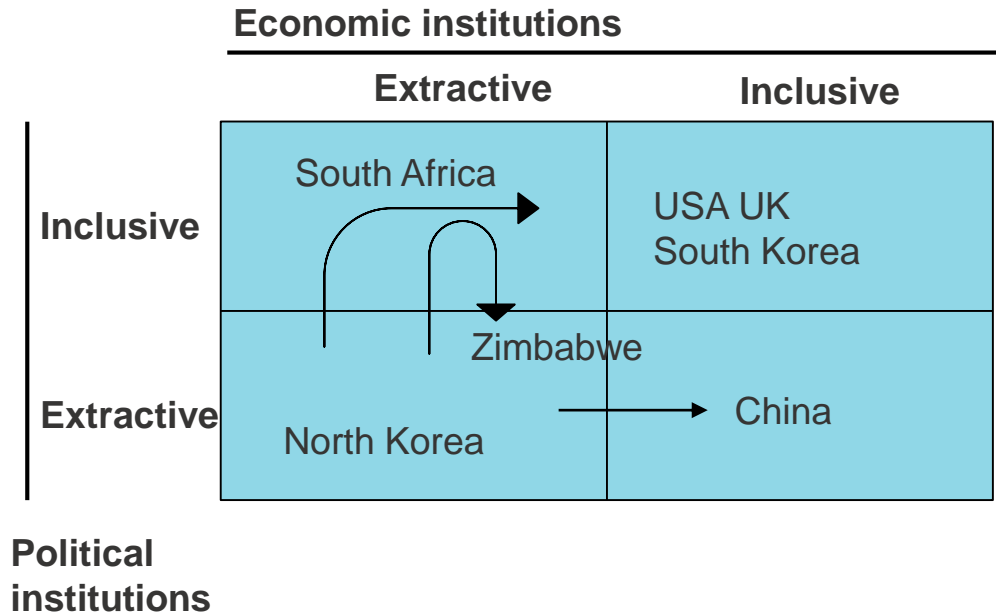 Economic institutions
Extractive
Inclusive
South Africa
USA UK
Inclusive
South Korea
Zimbabwe
Extractive
China
North Korea
Political
institutions